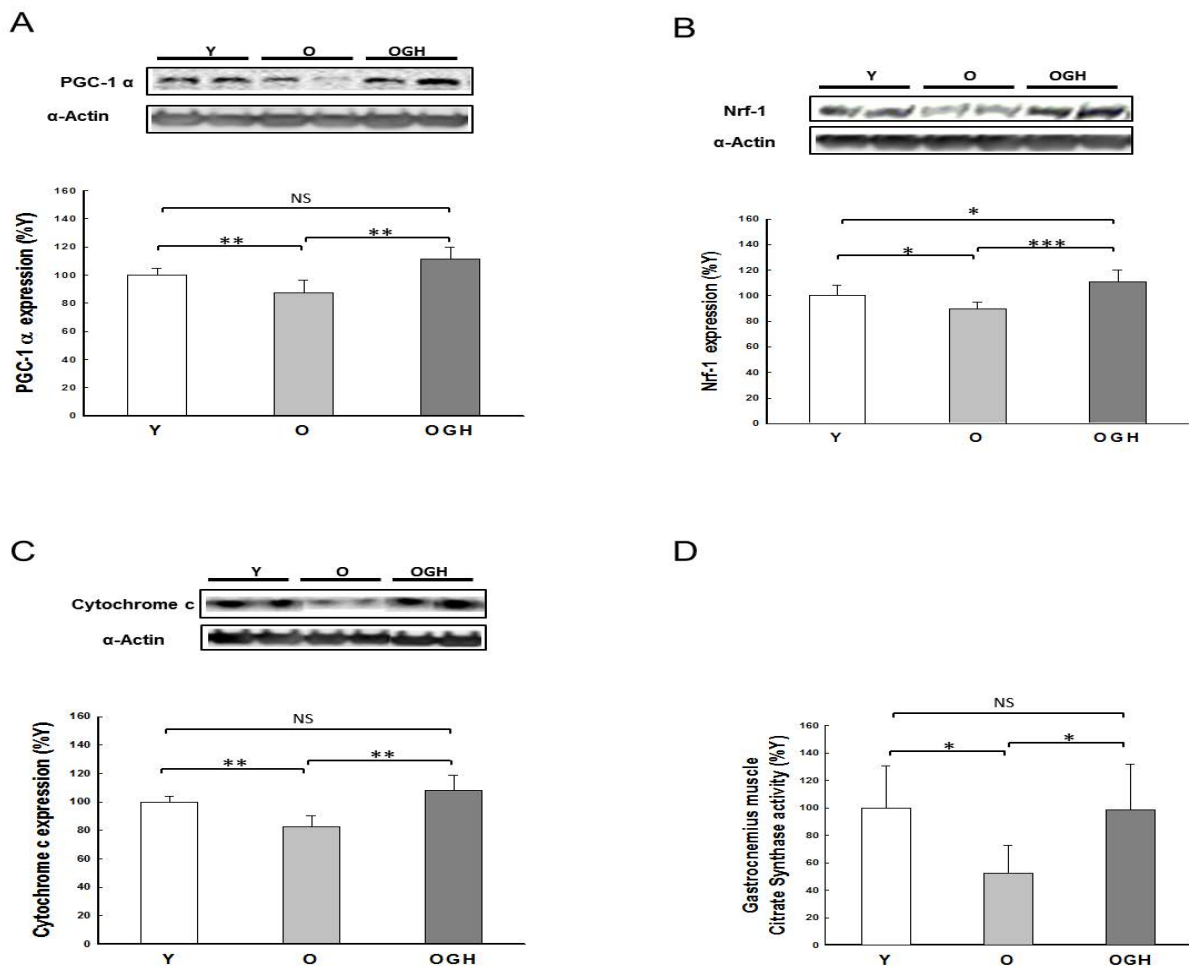 A
Y O OGH
PGC-1 α
α-Actin
PGC-1 α expression (%Y)
160
140
120
100
80
60
40
20
0
NS
** **
Y O OGH
B
Y O OGH
Nrf-1
α-Actin
Nrf-1 expression (%Y)
160
140
120
100
80
60
40
20
0
*
* ***
Y O OGH
C
Y O OGH
Cytochrome c
α-Actin
Cytochrome c expression (%Y)
160
140
120
100
80
60
40
20
0
NS
** **
Y O OGH
D
Gastrocnemius muscle
Citrate Synthase activity (%Y)
160
140
120
100
80
60
40
20
0
NS
* *
Y O OGH